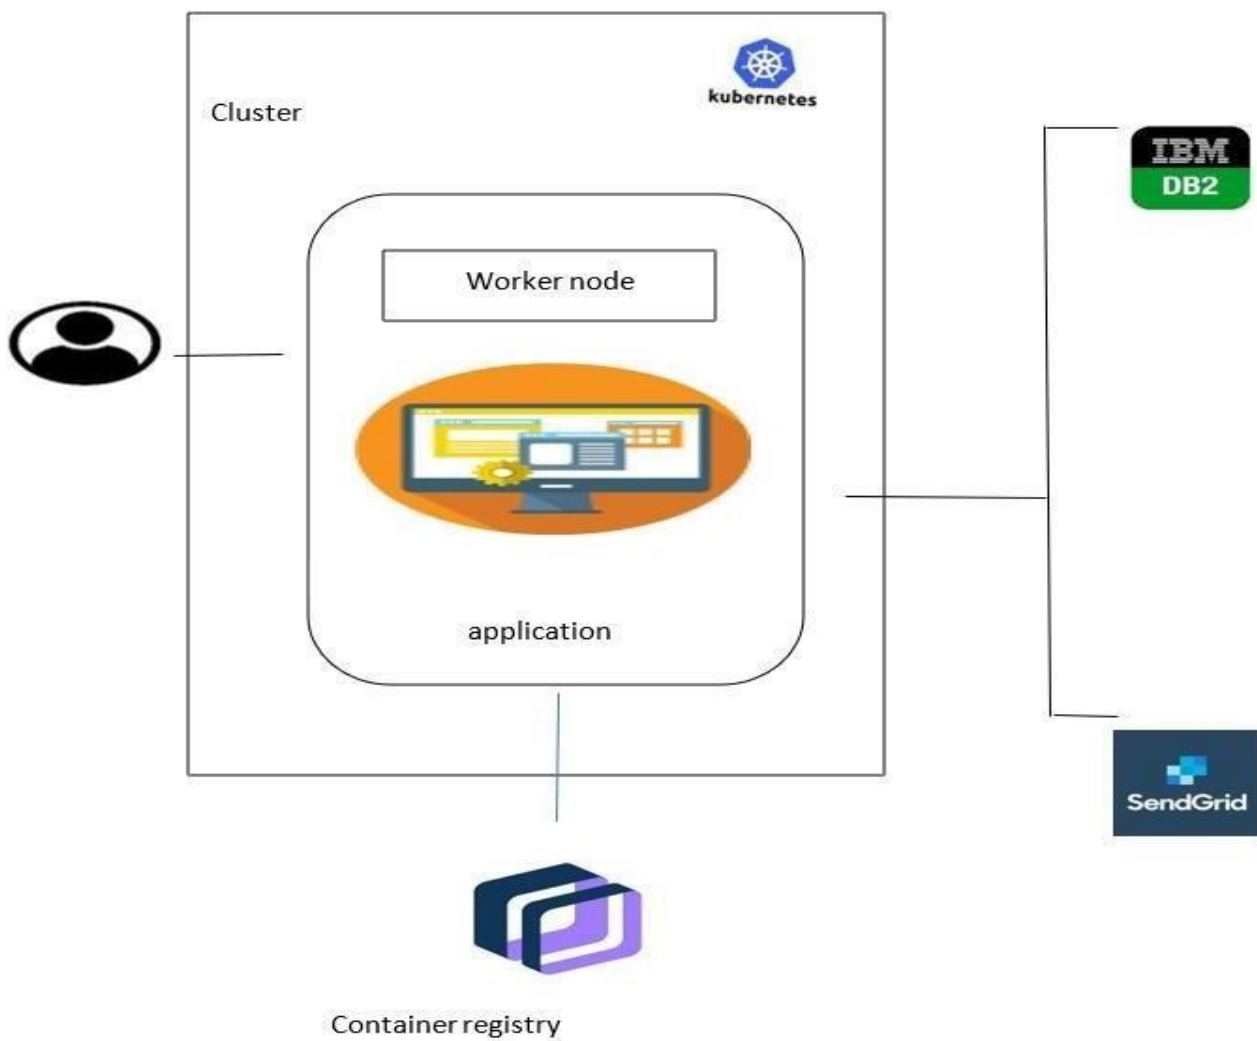 kubernetes
Cluster
IBM
DB2
Worker node
application
SendGrid
Container registry